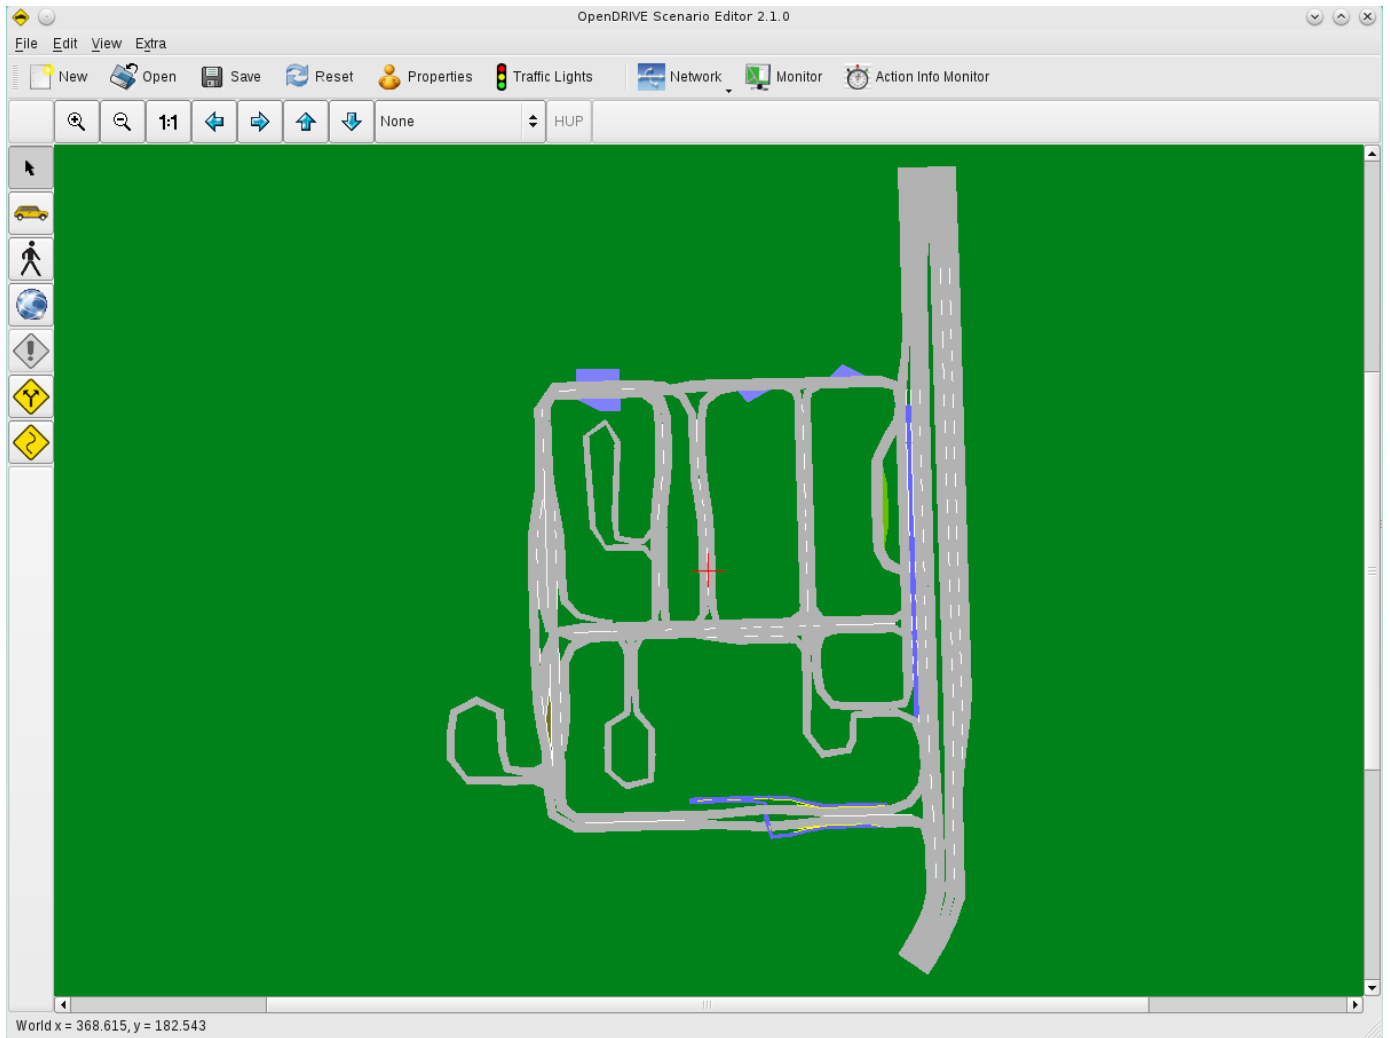 OpenDRIVE Scenario Editor 2.1.0
File Edit View Extra
New Open Save Reset Properties Traffic Lights Network Monitor Action Info Monitor
1:1 None HUP
World x = 368.615, y = 182.543